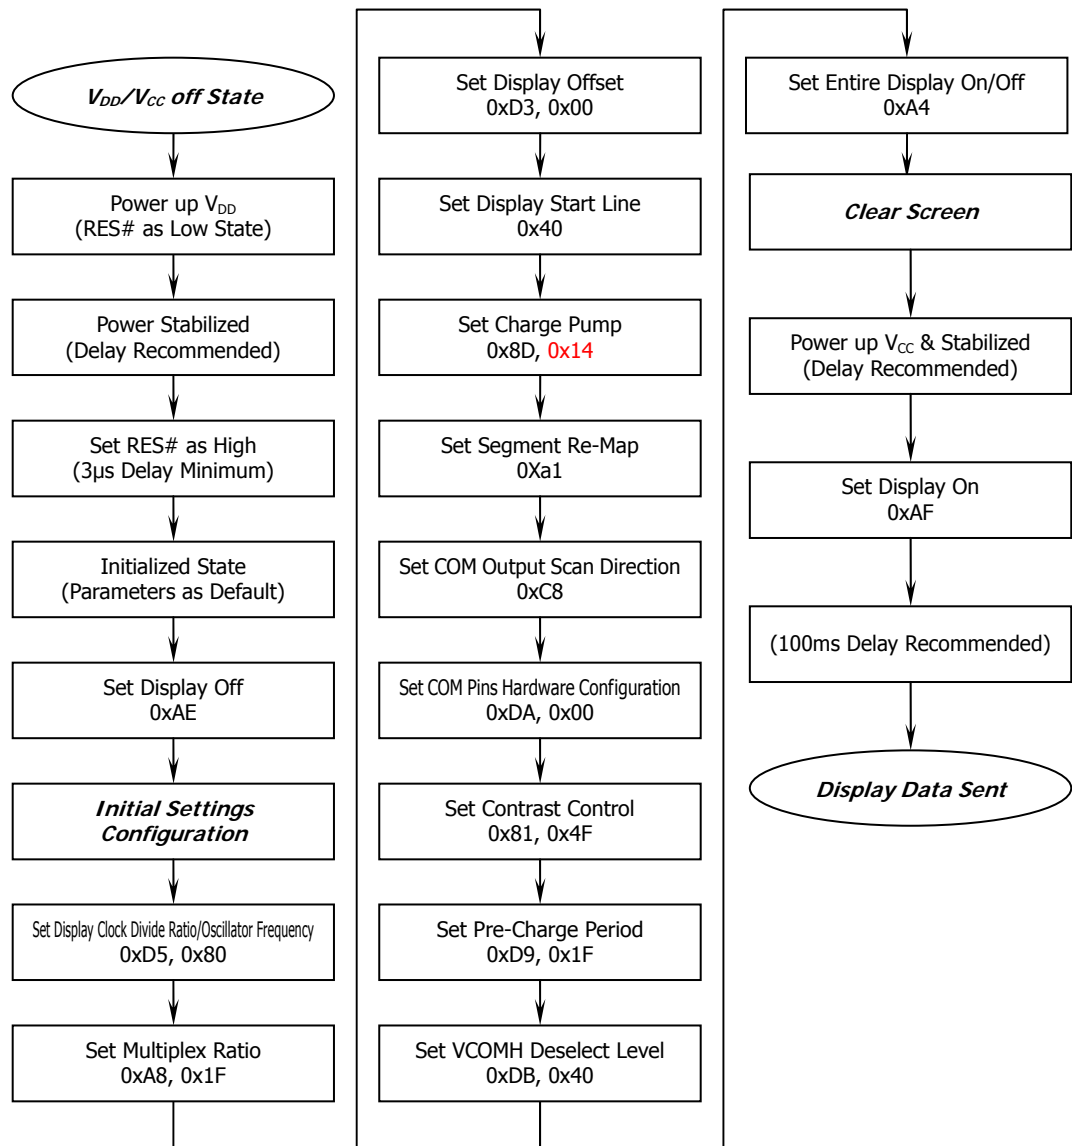 V_DD/V_CC off State
Power up V_DD
(RES# as Low State)
Power Stabilized
(Delay Recommended)
Set RES# as High
(3μs Delay Minimum)
Initialized State
(Parameters as Default)
Set Display Off
0xAE
Initial Settings
Configuration
Set Display Clock Divide Ratio/Oscillator Frequency
0xD5, 0x80
Set Multiplex Ratio
0xA8, 0x1F
Set Display Offset
0xD3, 0x00
Set Display Start Line
0x40
Set Charge Pump
0x8D, 0x14
Set Segment Re-Map
0Xa1
Set COM Output Scan Direction
0xC8
Set COM Pins Hardware Configuration
0xDA, 0x00
Set Contrast Control
0x81, 0x4F
Set Pre-Charge Period
0xD9, 0x1F
Set VCOMH Deselect Level
0xDB, 0x40
Set Entire Display On/Off
0xA4
Clear Screen
Power up V_CC & Stabilized
(Delay Recommended)
Set Display On
0xAF
(100ms Delay Recommended)
Display Data Sent